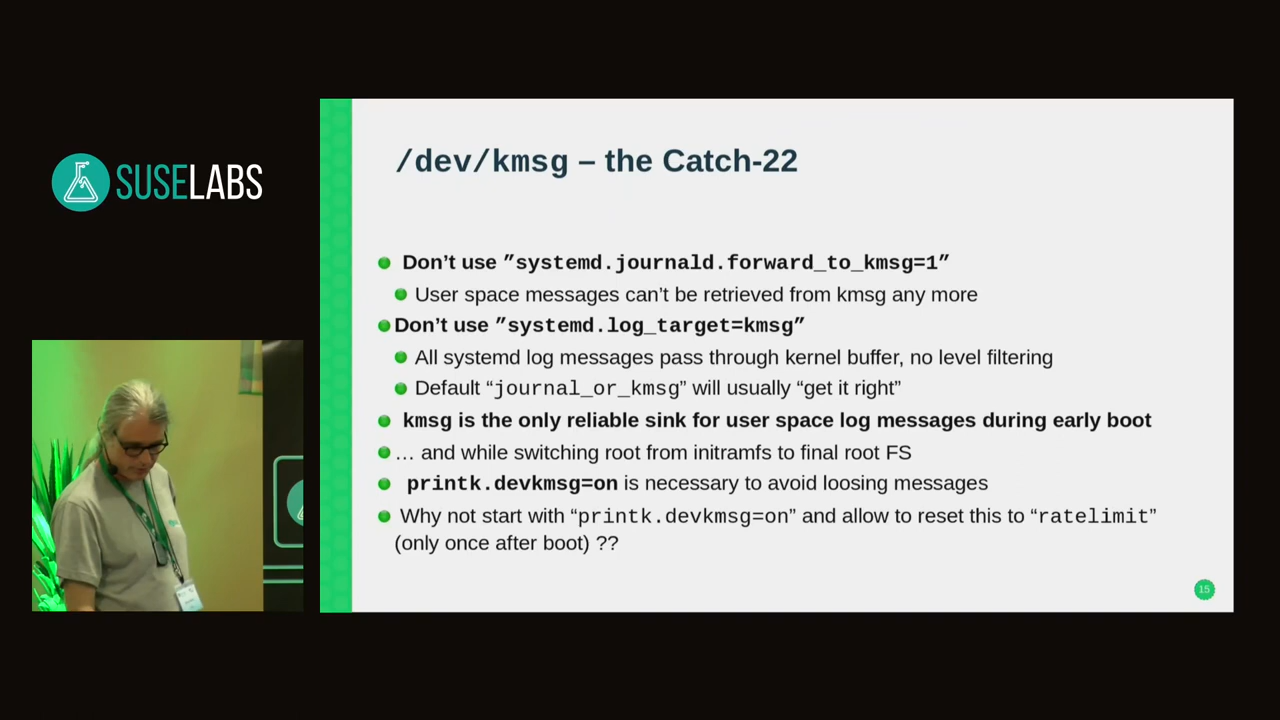 SUSELABS
/dev/kmsg – the Catch-22
Don’t use ”systemd.journald.forward_to_kmsg=1”
User space messages can’t be retrieved from kmsg any more
Don’t use ”systemd.log_target=kmsg”
All systemd log messages pass through kernel buffer, no level filtering
Default “journal_or_kmsg” will usually “get it right”
kmsg is the only reliable sink for user space log messages during early boot
… and while switching root from initramfs to final root FS
printk.devkmsg=on is necessary to avoid loosing messages
Why not start with “printk.devkmsg=on” and allow to reset this to “ratelimit”
(only once after boot) ??
15